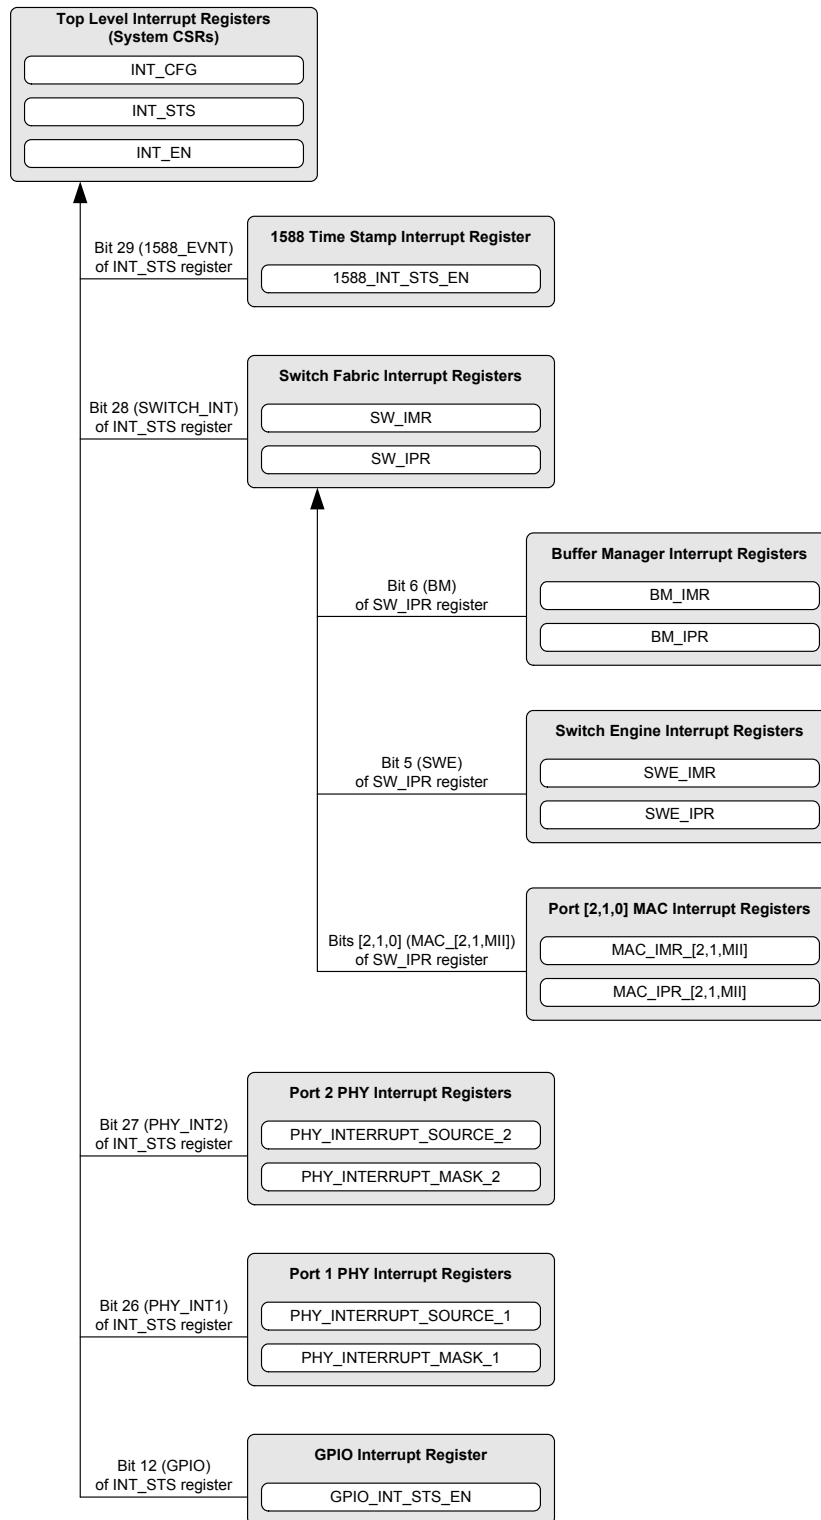 Top Level Interrupt Registers
(System CSRs)
INT_CFG
INT_STS
INT_EN
Bit 29 (1588_EVNT)
of INT_STS register
1588 Time Stamp Interrupt Register
1588_INT_STS_EN
Bit 28 (SWITCH_INT)
of INT_STS register
Switch Fabric Interrupt Registers
SW_IMR
SW_IPR
Bit 6 (BM)
of SW_IPR register
Buffer Manager Interrupt Registers
BM_IMR
BM_IPR
Bit 5 (SWE)
of SW_IPR register
Switch Engine Interrupt Registers
SWE_IMR
SWE_IPR
Bits [2,1,0] (MAC_[2,1,MII])
of SW_IPR register
Port [2,1,0] MAC Interrupt Registers
MAC_IMR_[2,1,MII]
MAC_IPR_[2,1,MII]
Bit 27 (PHY_INT2)
of INT_STS register
Port 2 PHY Interrupt Registers
PHY_INTERRUPT_SOURCE_2
PHY_INTERRUPT_MASK_2
Bit 26 (PHY_INT1)
of INT_STS register
Port 1 PHY Interrupt Registers
PHY_INTERRUPT_SOURCE_1
PHY_INTERRUPT_MASK_1
Bit 12 (GPIO)
of INT_STS register
GPIO Interrupt Register
GPIO_INT_STS_EN